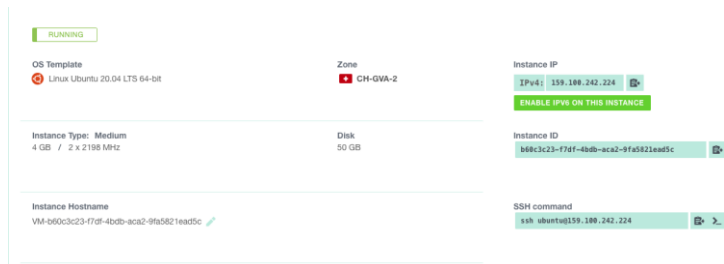 RUNNING
OS Template
Linux Ubuntu 20.04 LTS 64-bit
Zone
CH-GVA-2
Instance IP
IPv4: 159.100.242.224
ENABLE IPV6 ON THIS INSTANCE
Instance Type: Medium
4 GB / 2 x 2198 MHz
Disk
50 GB
Instance ID
b60c3c23-f7df-4bdb-aca2-9fa5821ead5c
Instance Hostname
VM-b60c3c23-f7df-4bdb-aca2-9fa5821ead5c
SSH command
ssh ubuntu@159.100.242.224